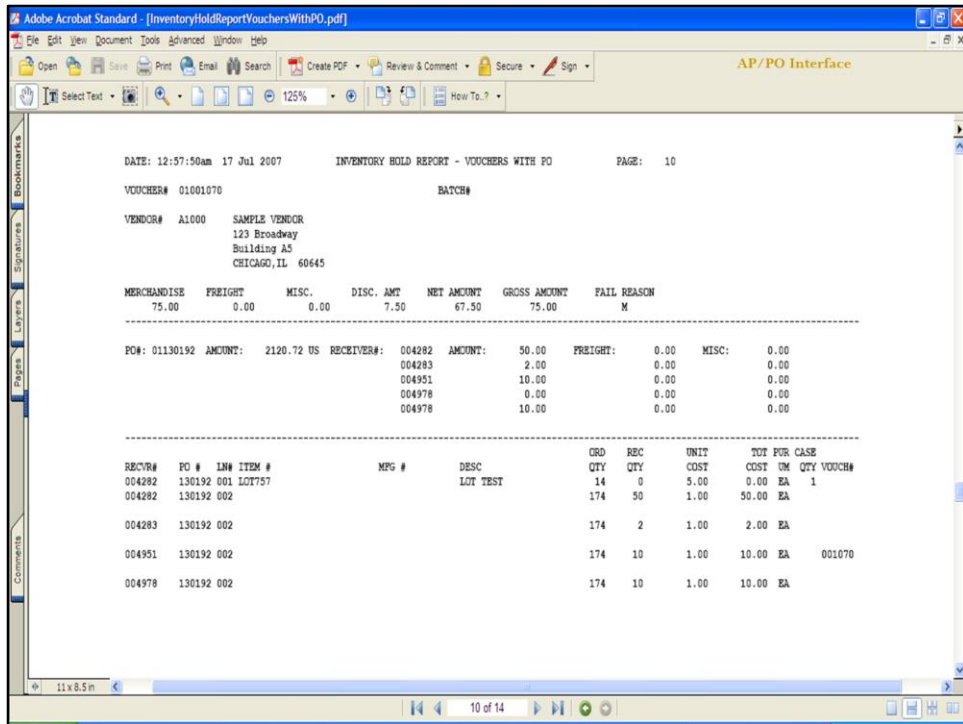 Adobe Acrobat Standard - [InventoryHoldReportVouchersWithPO.pdf]
File Edit View Document Tools Advanced Window Help
Open Save Print Email Search Create PDF Review & Comment Secure Sign AP/PO Interface
Select Text 125% How To..?
Bookmarks
Signatures
Layers
Pages
Comments
DATE: 12:57:50am 17 Jul 2007 INVENTORY HOLD REPORT - VOUCHERS WITH PO PAGE: 10
VOUCHER# 01001070 BATCH#
VENDOR# A1000 SAMPLE VENDOR
123 Broadway
Building A5
CHICAGO,IL 60645
MERCHANDISE FREIGHT MISC. DISC. AMT NET AMOUNT GROSS AMOUNT FAIL REASON
75.00 0.00 0.00 7.50 67.50 75.00 M
PO#: 01130192 AMOUNT: 2120.72 US RECEIVER#: 004282 AMOUNT: 50.00 FREIGHT: 0.00 MISC: 0.00
004283 2.00 0.00 0.00
004951 10.00 0.00 0.00
004978 0.00 0.00 0.00
004978 10.00 0.00 0.00
ORD REC UNIT TOT PUR CASE
RECVR# PO # LN# ITEM # MFG # DESC QTY QTY COST COST UM QTY VOUCH#
004282 130192 001 LOT757 LOT TEST 14 0 5.00 0.00 EA 1
004282 130192 002 174 50 1.00 50.00 EA
004283 130192 002 174 2 1.00 2.00 EA
004951 130192 002 174 10 1.00 10.00 EA 001070
004978 130192 002 174 10 1.00 10.00 EA
11x8.5in
10 of 14